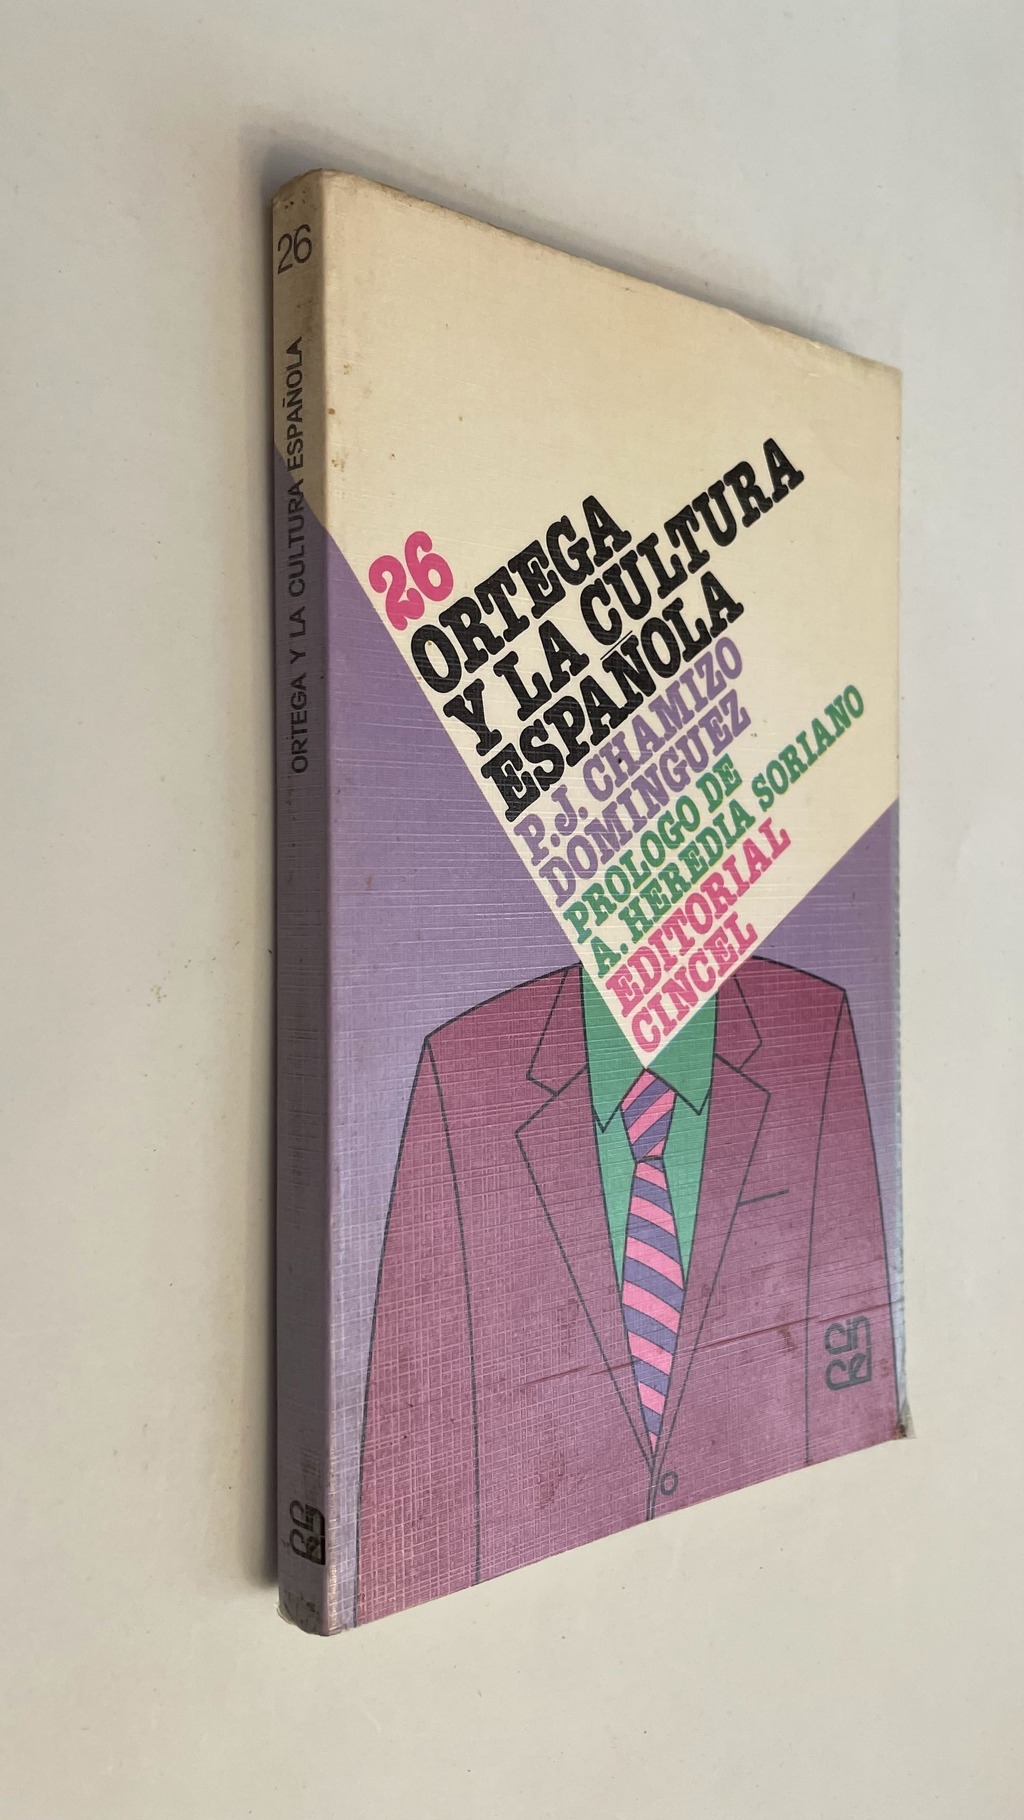 26
ORTEGA Y LA CULTURA ESPAÑOLA
26
ORTEGA
Y LA CULTURA
ESPAÑOLA
P.J. CHAMIZO
DOMINGUEZ
PROLOGO DE
A. HEREDIA SORIANO
EDITORIAL
CINCEL